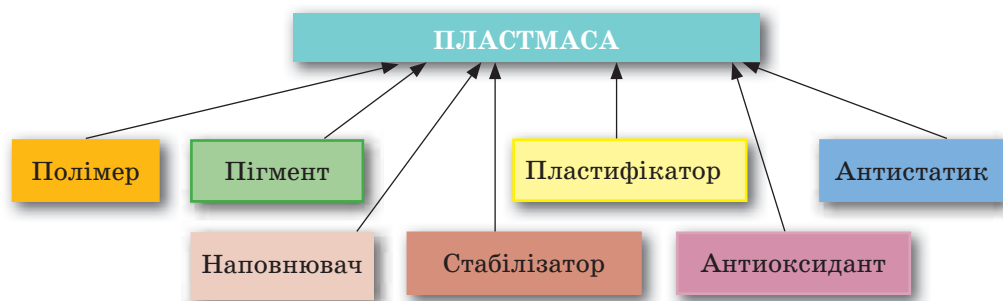 ПЛАСТМАСА
Полімер
Пігмент
Пластифікатор
Антистатик
Наповнювач
Стабілізатор
Антиоксидант